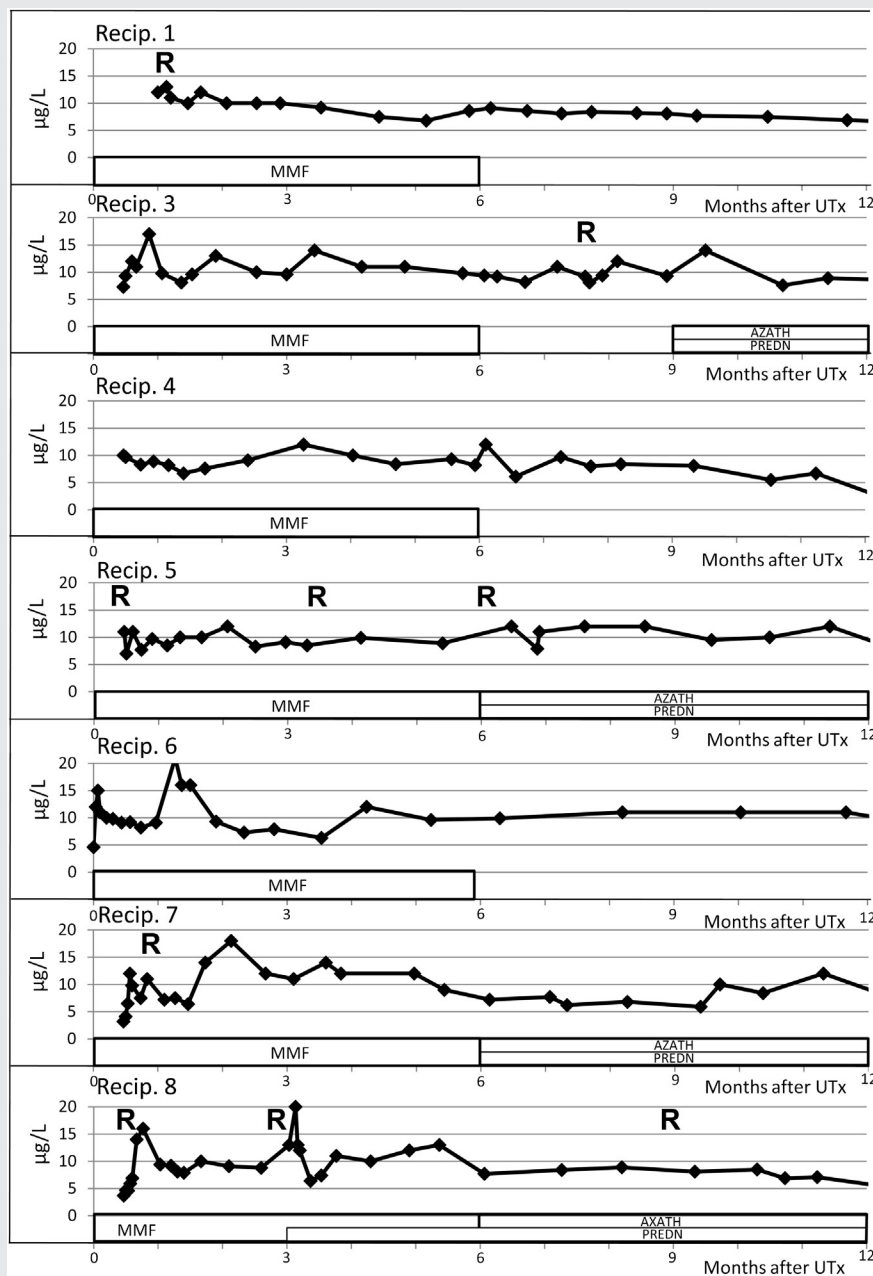 Recip. 1
20
15
10
5
0
µg/L
R
MMF
0 3 6 9 12
Months after UTx
Recip. 3
20
15
10
5
0
µg/L
R
MMF
AZATH
PREDN
0 3 6 9 12
Months after UTx
Recip. 4
20
15
10
5
0
µg/L
MMF
0 3 6 9 12
Months after UTx
Recip. 5
20
15
10
5
0
µg/L
R R R
MMF
AZATH
PREDN
0 3 6 9 12
Months after UTx
Recip. 6
20
15
10
5
0
µg/L
MMF
0 3 6 9 12
Months after UTx
Recip. 7
20
15
10
5
0
µg/L
R
MMF
AZATH
PREDN
0 3 6 9 12
Months after UTx
Recip. 8
20
15
10
5
0
µg/L
R R R
MMF
AXATH
PREDN
0 3 6 9 12
Months after UTx